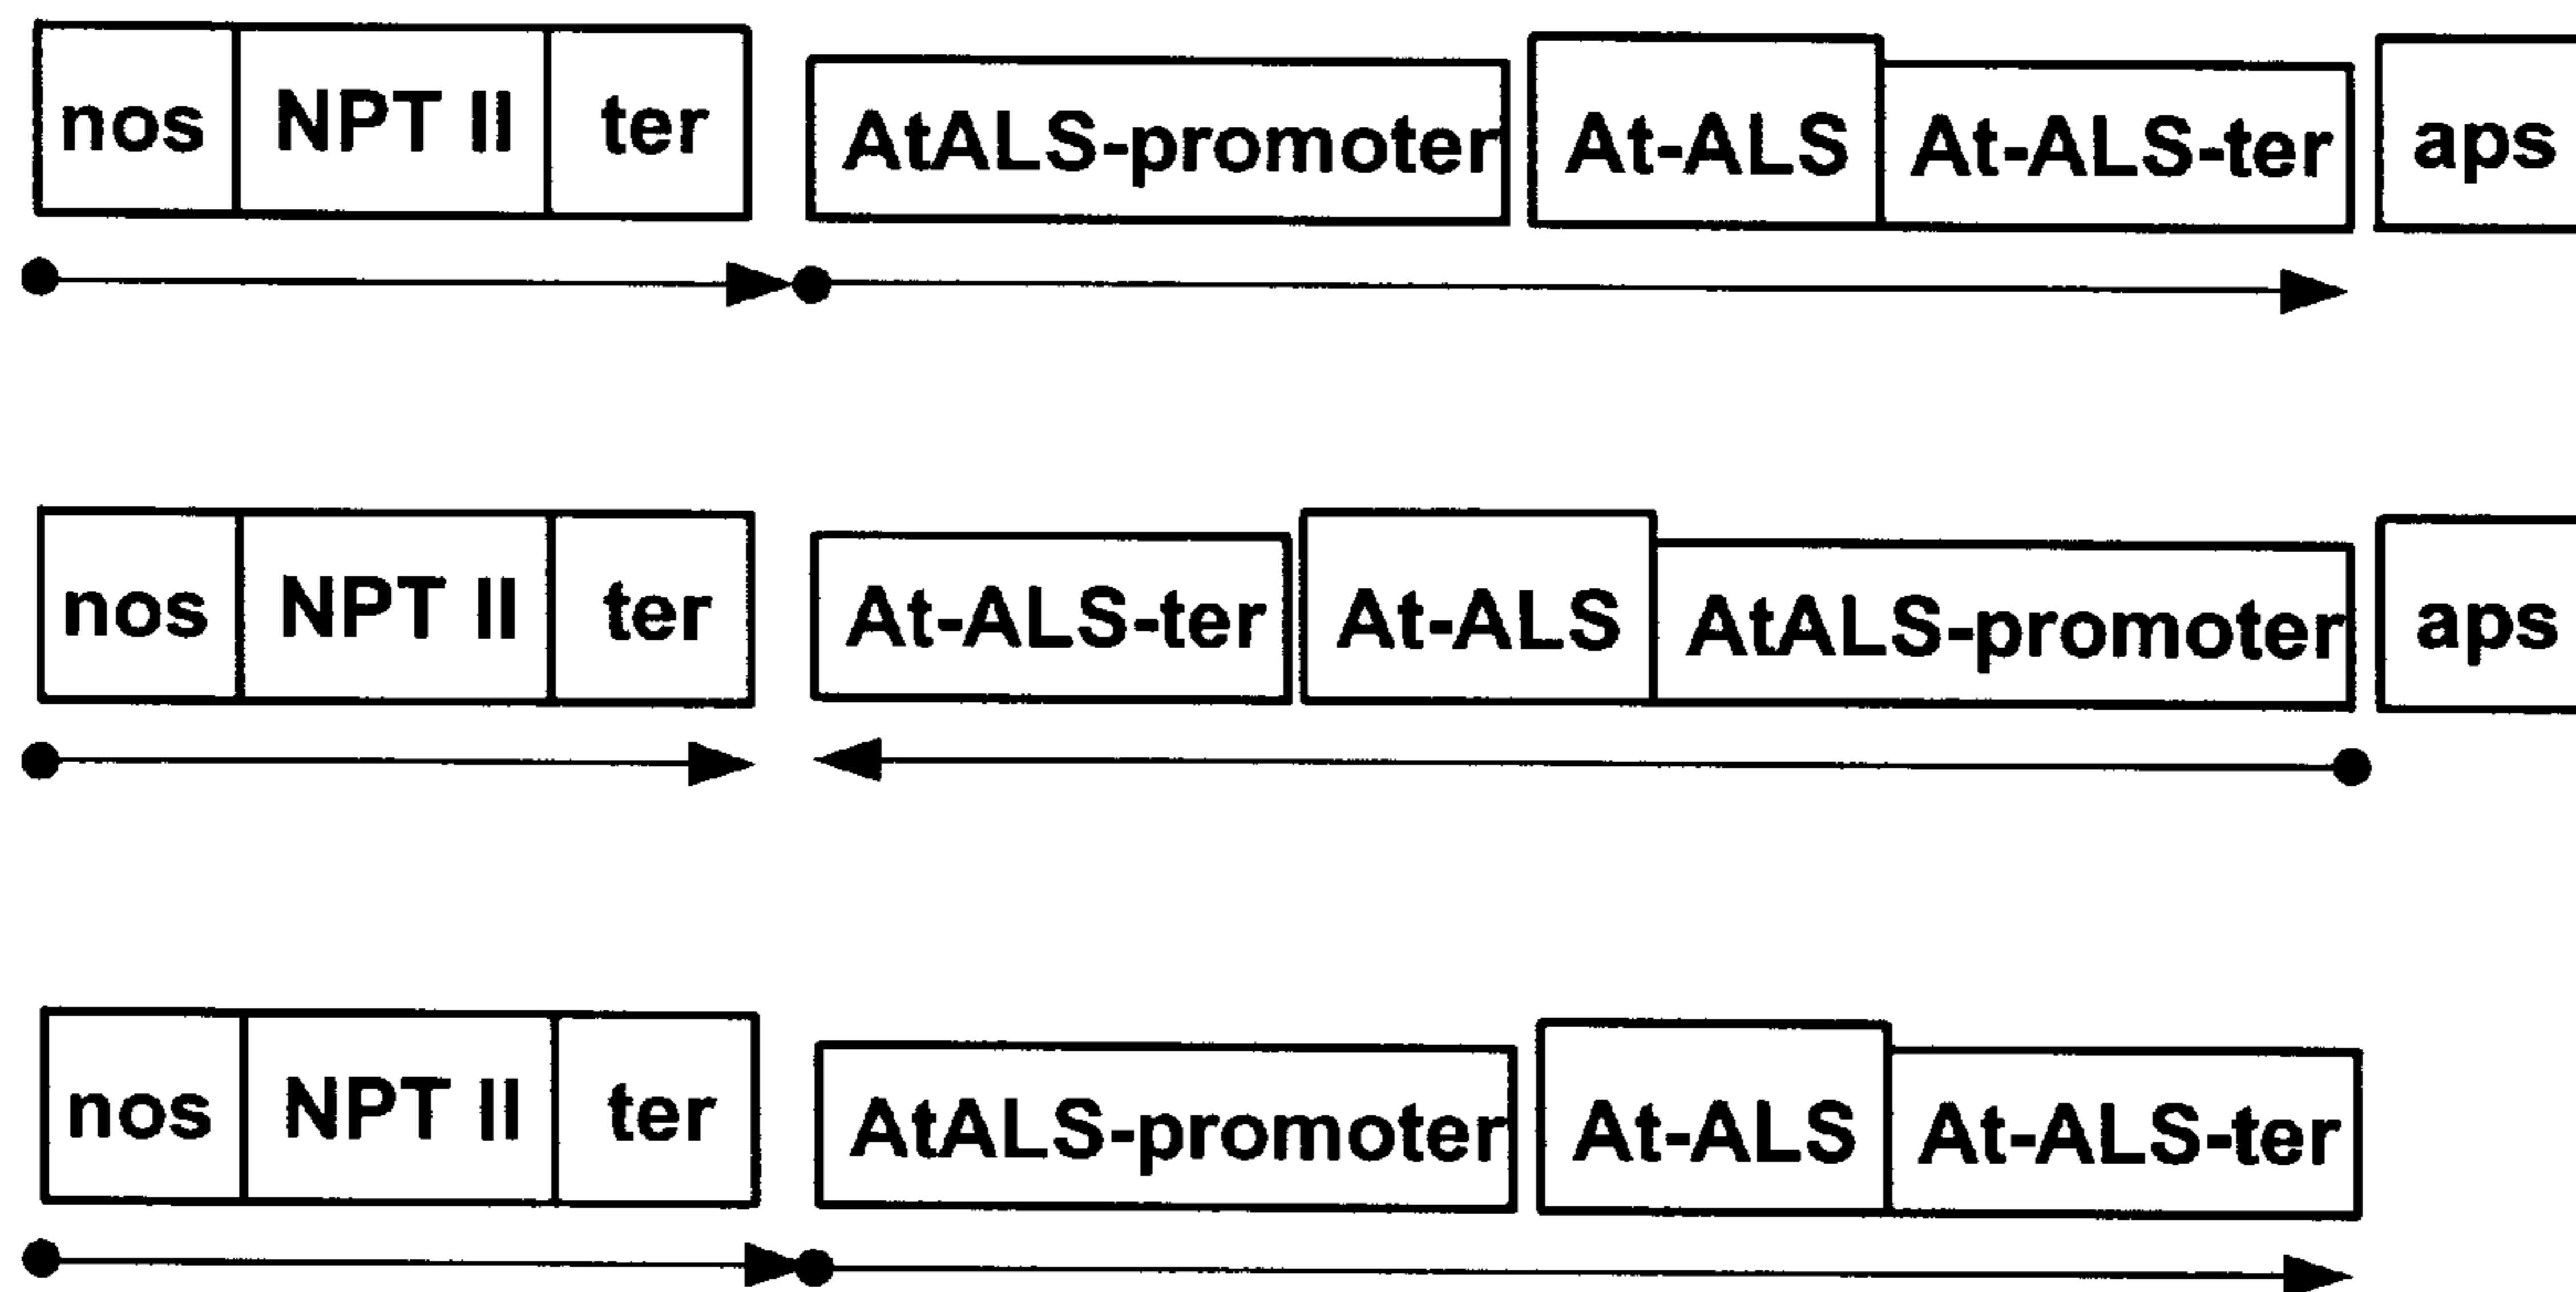 nos NPT II ter AtALS-promoter At-ALS At-ALS-ter aps
nos NPT II ter At-ALS-ter At-ALS AtALS-promoter aps
nos NPT II ter AtALS-promoter At-ALS At-ALS-ter